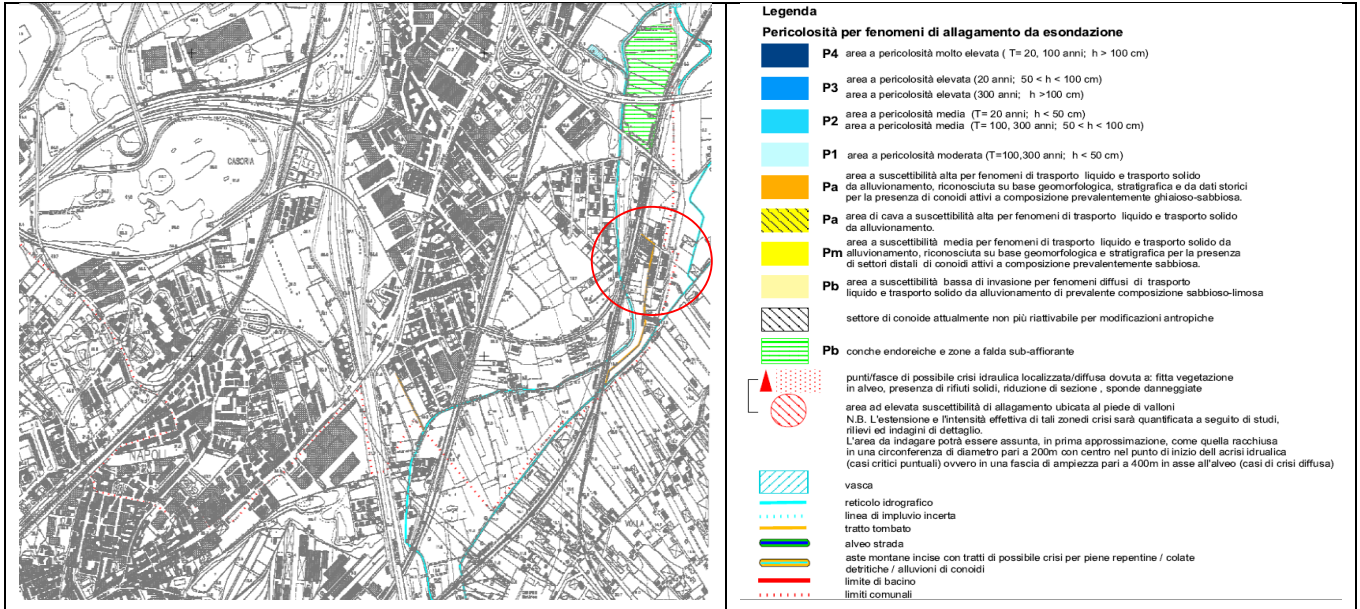 CASORIA
NAPOLI
VOLLA
Legenda
Pericolosità per fenomeni di allagamento da esondazione
P4 area a pericolosità molto elevata ( T= 20, 100 anni; h > 100 cm)
P3 area a pericolosità elevata (20 anni; 50 < h < 100 cm)
area a pericolosità elevata (300 anni; h >100 cm)
P2 area a pericolosità media (T= 20 anni; h < 50 cm)
area a pericolosità media (T= 100, 300 anni; 50 < h < 100 cm)
P1 area a pericolosità moderata (T=100,300 anni; h < 50 cm)
area a suscettibilità alta per fenomeni di trasporto liquido e trasporto solido
Pa da alluvionamento, riconosciuta su base geomorfologica, stratigrafica e da dati storici
per la presenza di conoidi attivi a composizione prevalentemente ghiaioso-sabbiosa.
Pa area di cava a suscettibilità alta per fenomeni di trasporto liquido e trasporto solido
da alluvionamento.
area a suscettibilità media per fenomeni di trasporto liquido e trasporto solido da
Pm alluvionamento, riconosciuta su base geomorfologica e stratigrafica per la presenza
di settori distali di conoidi attivi a composizione prevalentemente sabbiosa.
Pb area a suscettibilità bassa di invasione per fenomeni diffusi di trasporto
liquido e trasporto solido da alluvionamento di prevalente composizione sabbioso-limosa
settore di conoide attualmente non più riattivabile per modificazioni antropiche
Pb conche endoreiche e zone a falda sub-affiorante
punti/fasce di possibile crisi idraulica localizzata/diffusa dovuta a: fitta vegetazione
in alveo, presenza di rifiuti solidi, riduzione di sezione , sponde danneggiate
area ad elevata suscettibilità di allagamento ubicata al piede di valloni
N.B. L'estensione e l'intensità effettiva di tali zonedi crisi sarà quantificata a seguito di studi,
rilievi ed indagini di dettaglio.
L'area da indagare potrà essere assunta, in prima approssimazione, come quella racchiusa
in una circonferenza di diametro pari a 200m con centro nel punto di inizio dell acrisi idrualica
(casi critici puntuali) ovvero in una fascia di ampiezza pari a 400m in asse all'alveo (casi di crisi diffusa)
vasca
reticolo idrografico
linea di impluvio incerta
tratto tombato
alveo strada
aste montane incise con tratti di possibile crisi per piene repentine / colate
detritiche / alluvioni di conoidi
limite di bacino
limiti comunali